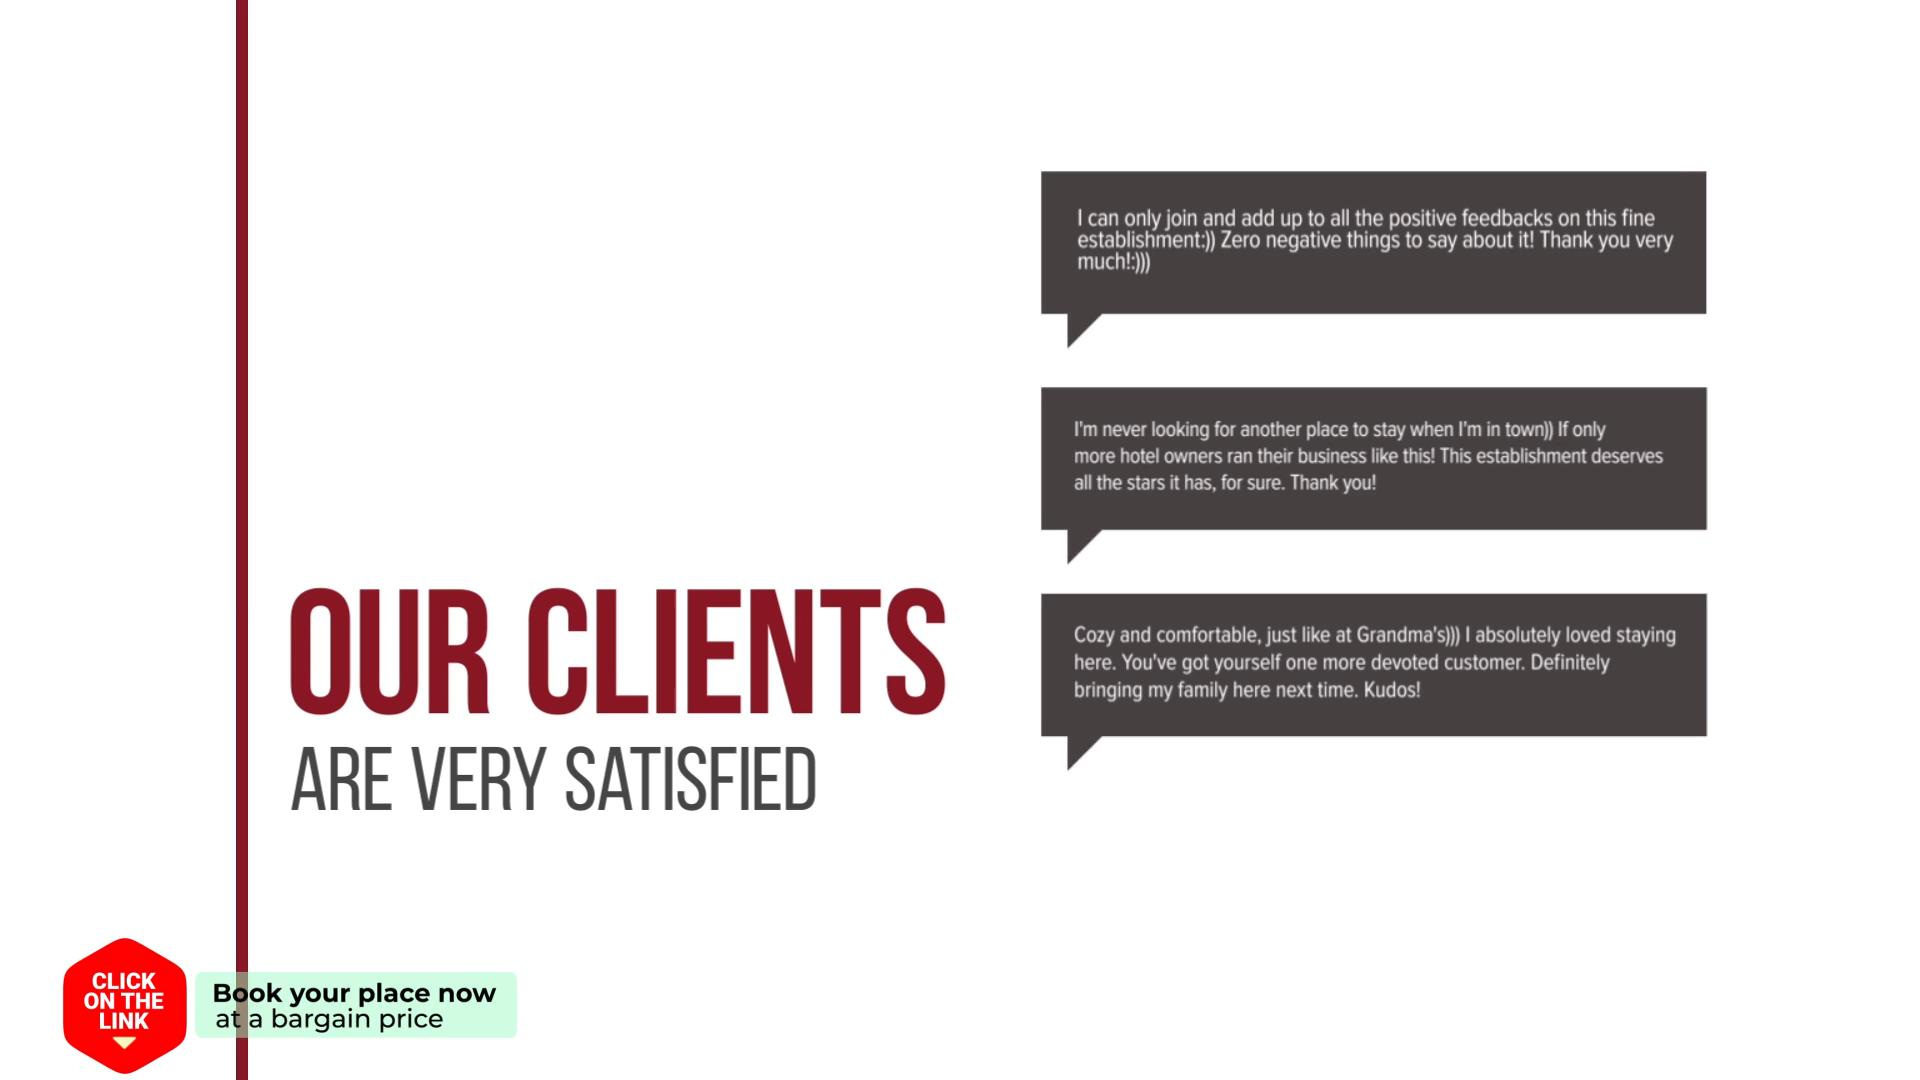 I can only join and add up to all the positive feedbacks on this fine
establishment:)) Zero negative things to say about it! Thank you very
much!:)))
I'm never looking for another place to stay when I'm in town)) If only
more hotel owners ran their business like this! This establishment deserves
all the stars it has, for sure. Thank you!
Cozy and comfortable, just like at Grandma's))) I absolutely loved staying
here. You've got yourself one more devoted customer. Definitely
bringing my family here next time. Kudos!
OUR CLIENTS
ARE VERY SATISFIED
CLICK
ON THE
LINK
Book your place now
at a bargain price